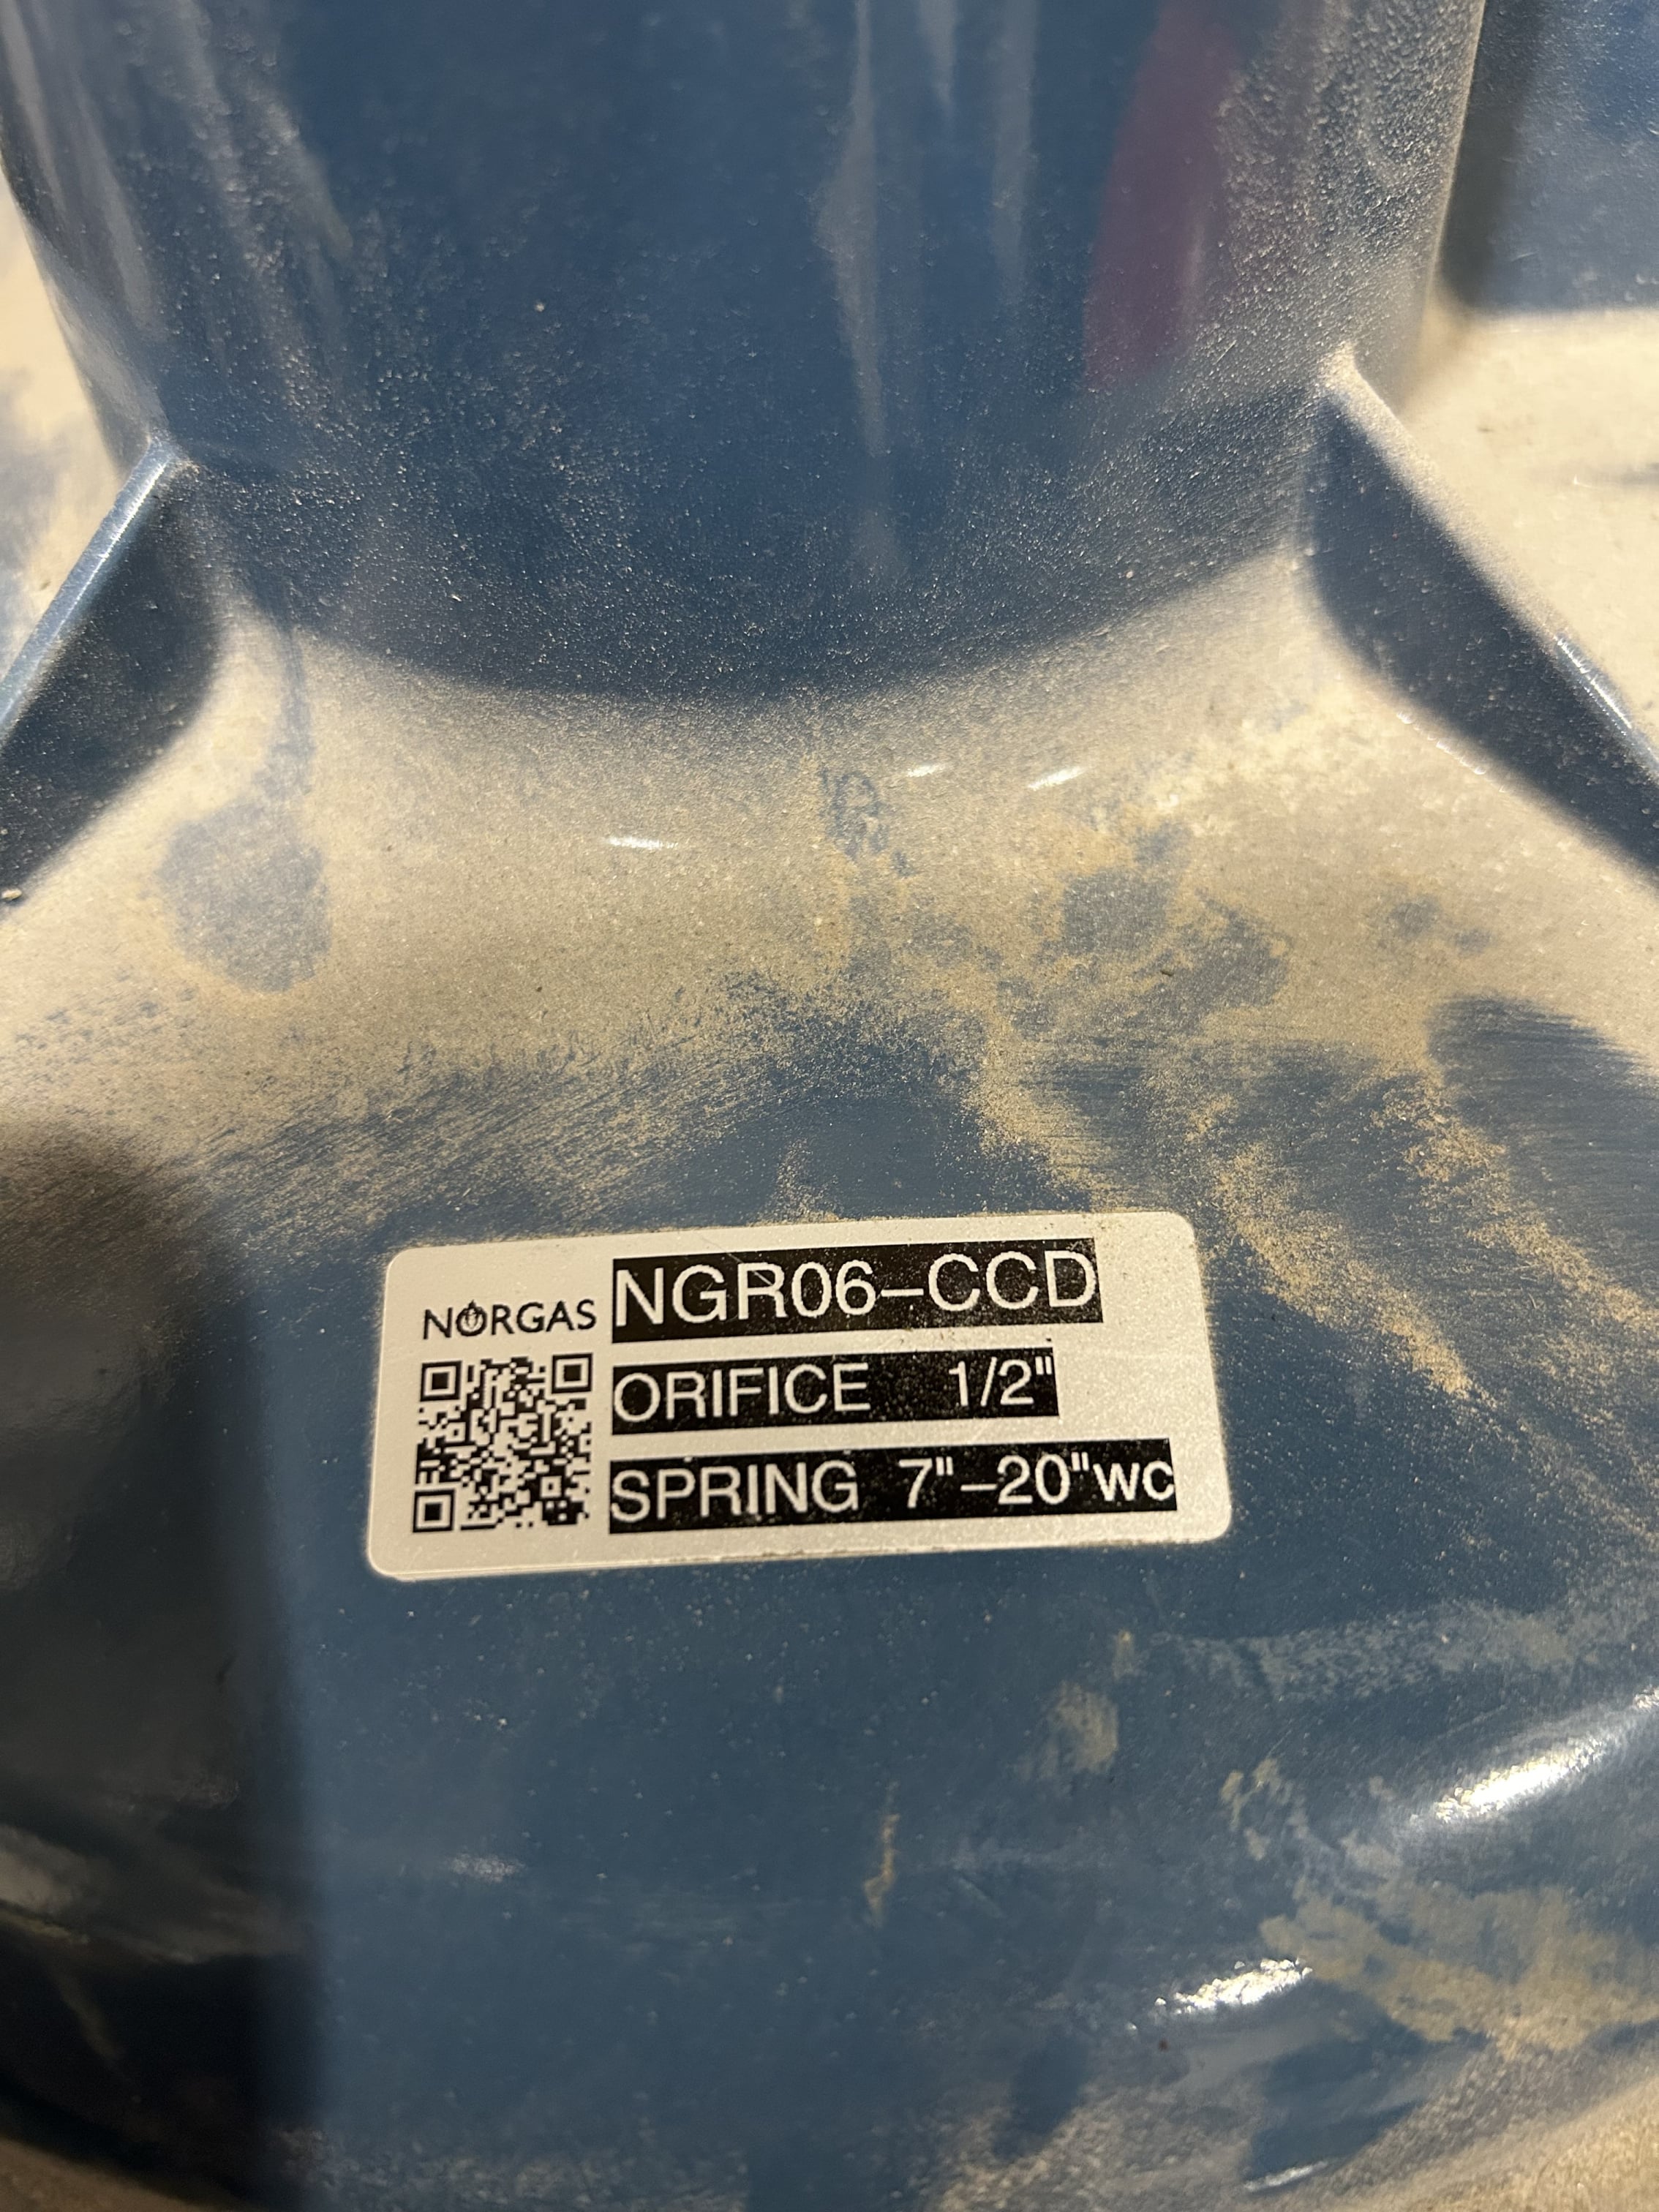 NORGAS
NGR06-CCD
ORIFICE 1/2"
SPRING 7"-20"wc